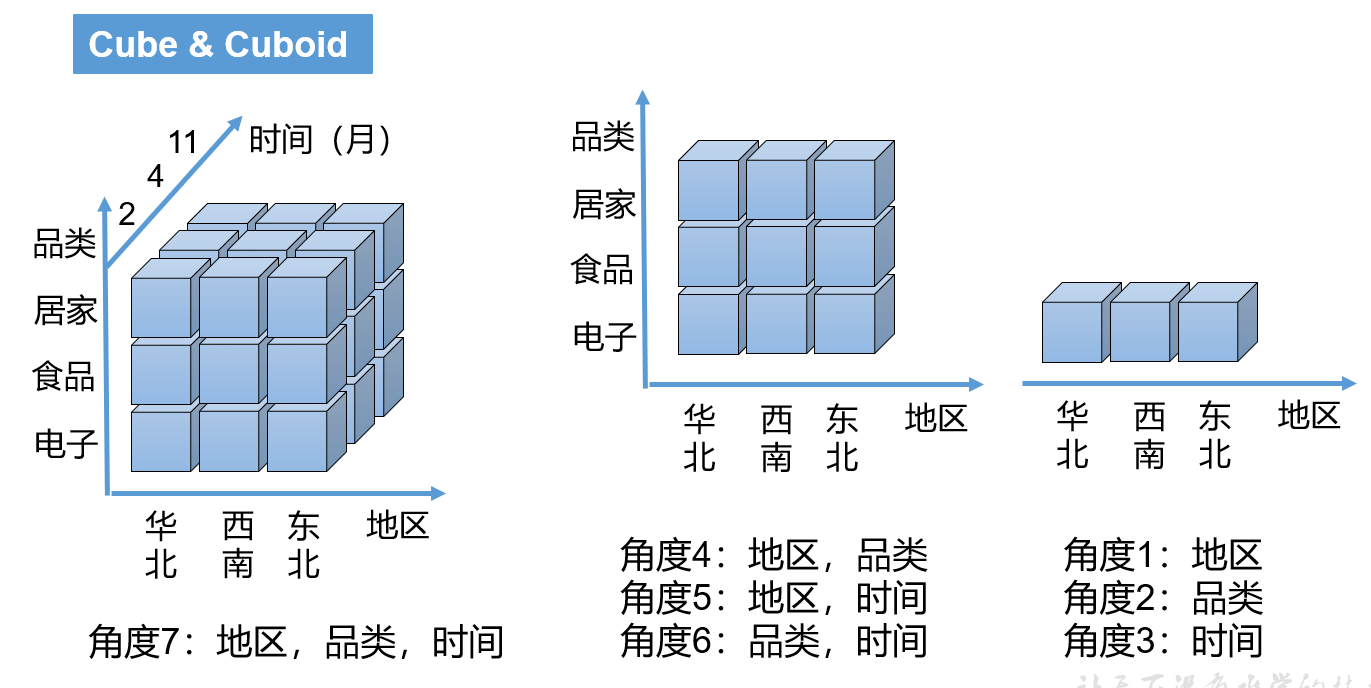 Cube & Cuboid
11
4
2
时间（月）
品类
居家
食品
电子
华北
西南
东北
地区
角度7：地区，品类，时间
品类
居家
食品
电子
华北
西南
东北
地区
角度4：地区，品类
角度5：地区，时间
角度6：品类，时间
华北
西南
东北
地区
角度1：地区
角度2：品类
角度3：时间